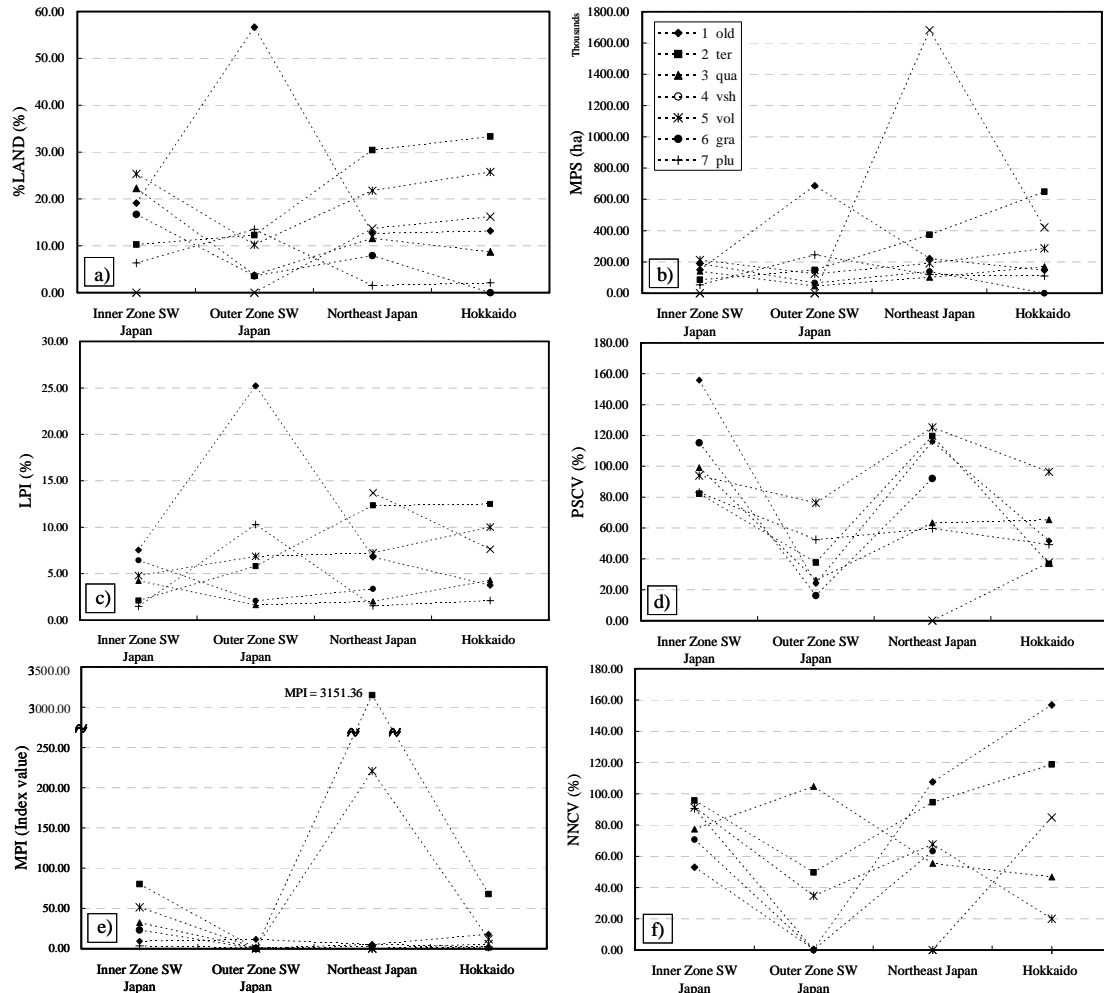 60.00
50.00
40.00
30.00
20.00
10.00
0.00
%LAND (%)
a)
Inner Zone SW
Japan
Outer Zone SW
Japan
Northeast Japan
Hokkaido
1800.00
1600.00
1400.00
1200.00
1000.00
800.00
600.00
400.00
200.00
0.00
Thousands
MPS (ha)
1 old
2 ter
3 qua
4 vsh
5 vol
6 gra
7 plu
b)
Inner Zone SW
Japan
Outer Zone SW
Japan
Northeast Japan
Hokkaido
30.00
25.00
20.00
15.00
10.00
5.00
0.00
LPI (%)
c)
Inner Zone SW
Japan
Outer Zone SW
Japan
Northeast Japan
Hokkaido
180.00
160.00
140.00
120.00
100.00
80.00
60.00
40.00
20.00
0.00
PSCV (%)
d)
Inner Zone SW
Japan
Outer Zone SW
Japan
Northeast Japan
Hokkaido
3500.00
3000.00
250.00
200.00
150.00
100.00
50.00
0.00
MPI (Index value)
MPI = 3151.36
e)
Inner Zone SW
Japan
Outer Zone SW
Japan
Northeast Japan
Hokkaido
180.00
160.00
140.00
120.00
100.00
80.00
60.00
40.00
20.00
0.00
NNCV (%)
f)
Inner Zone SW
Japan
Outer Zone SW
Japan
Northeast Japan
Hokkaido